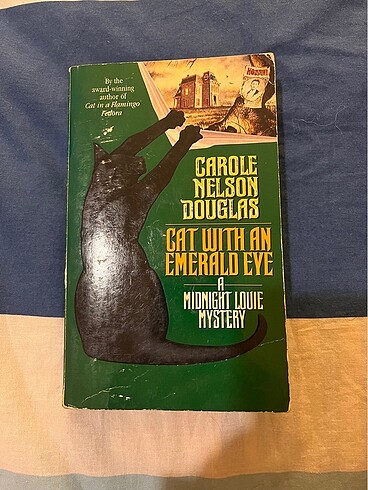 By the
award-winning
author of
Cat in a Flamingo
Fedora
CAROLE
NELSON
DOUGLAS
CAT WITH AN
EMERALD EYE
A
MIDNIGHT LOUIE
MYSTERY